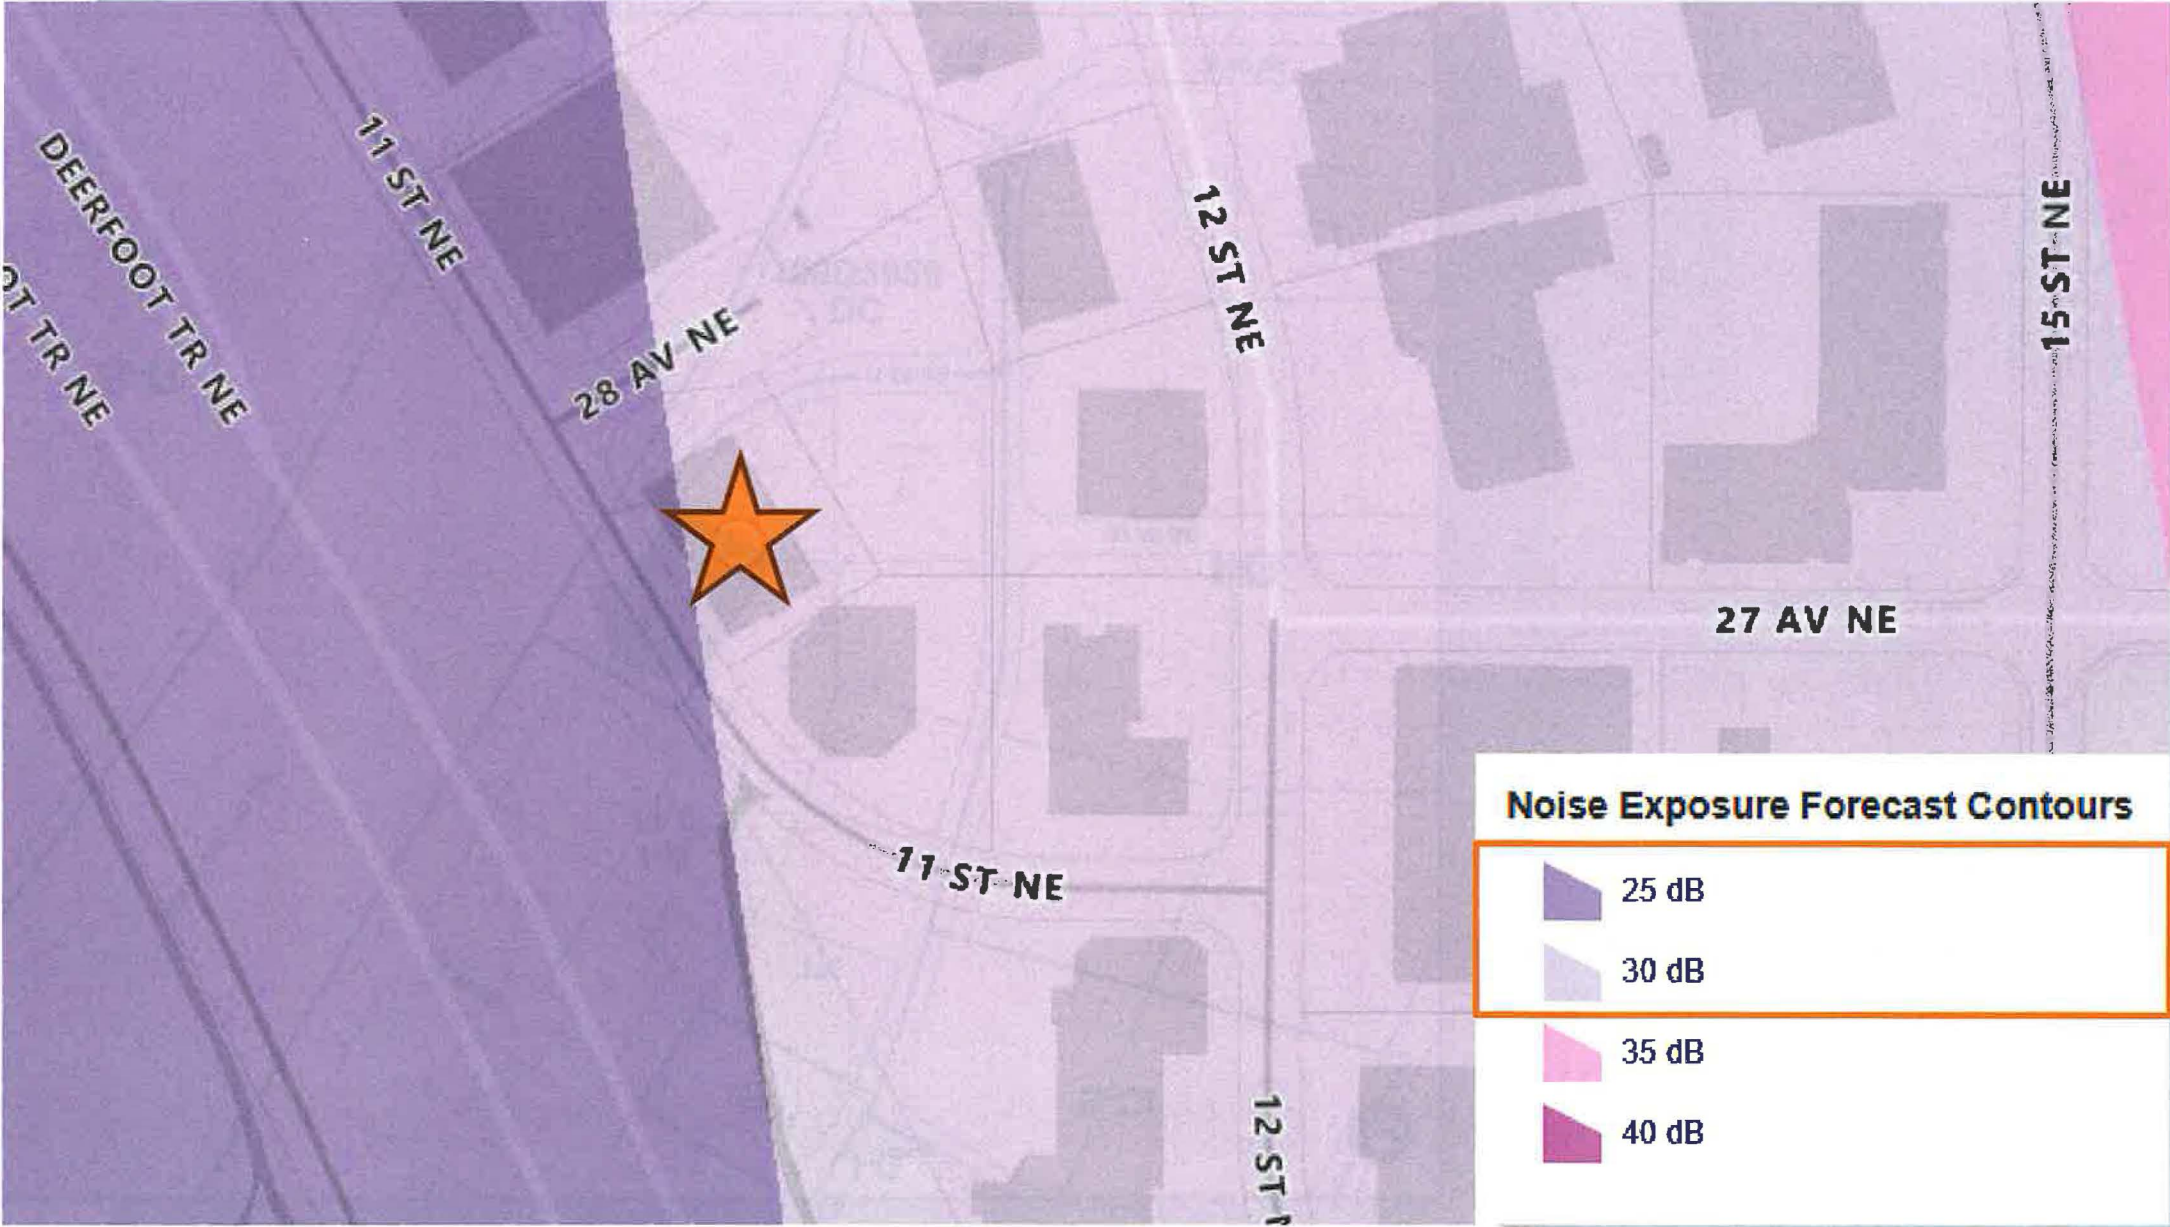 DEERFOOT TR NE
OT TR NE
11 ST NE
28 AV NE
12 ST NE
15 ST NE
27 AV NE
11 ST NE
12 ST
Noise Exposure Forecast Contours
25 dB
30 dB
35 dB
40 dB